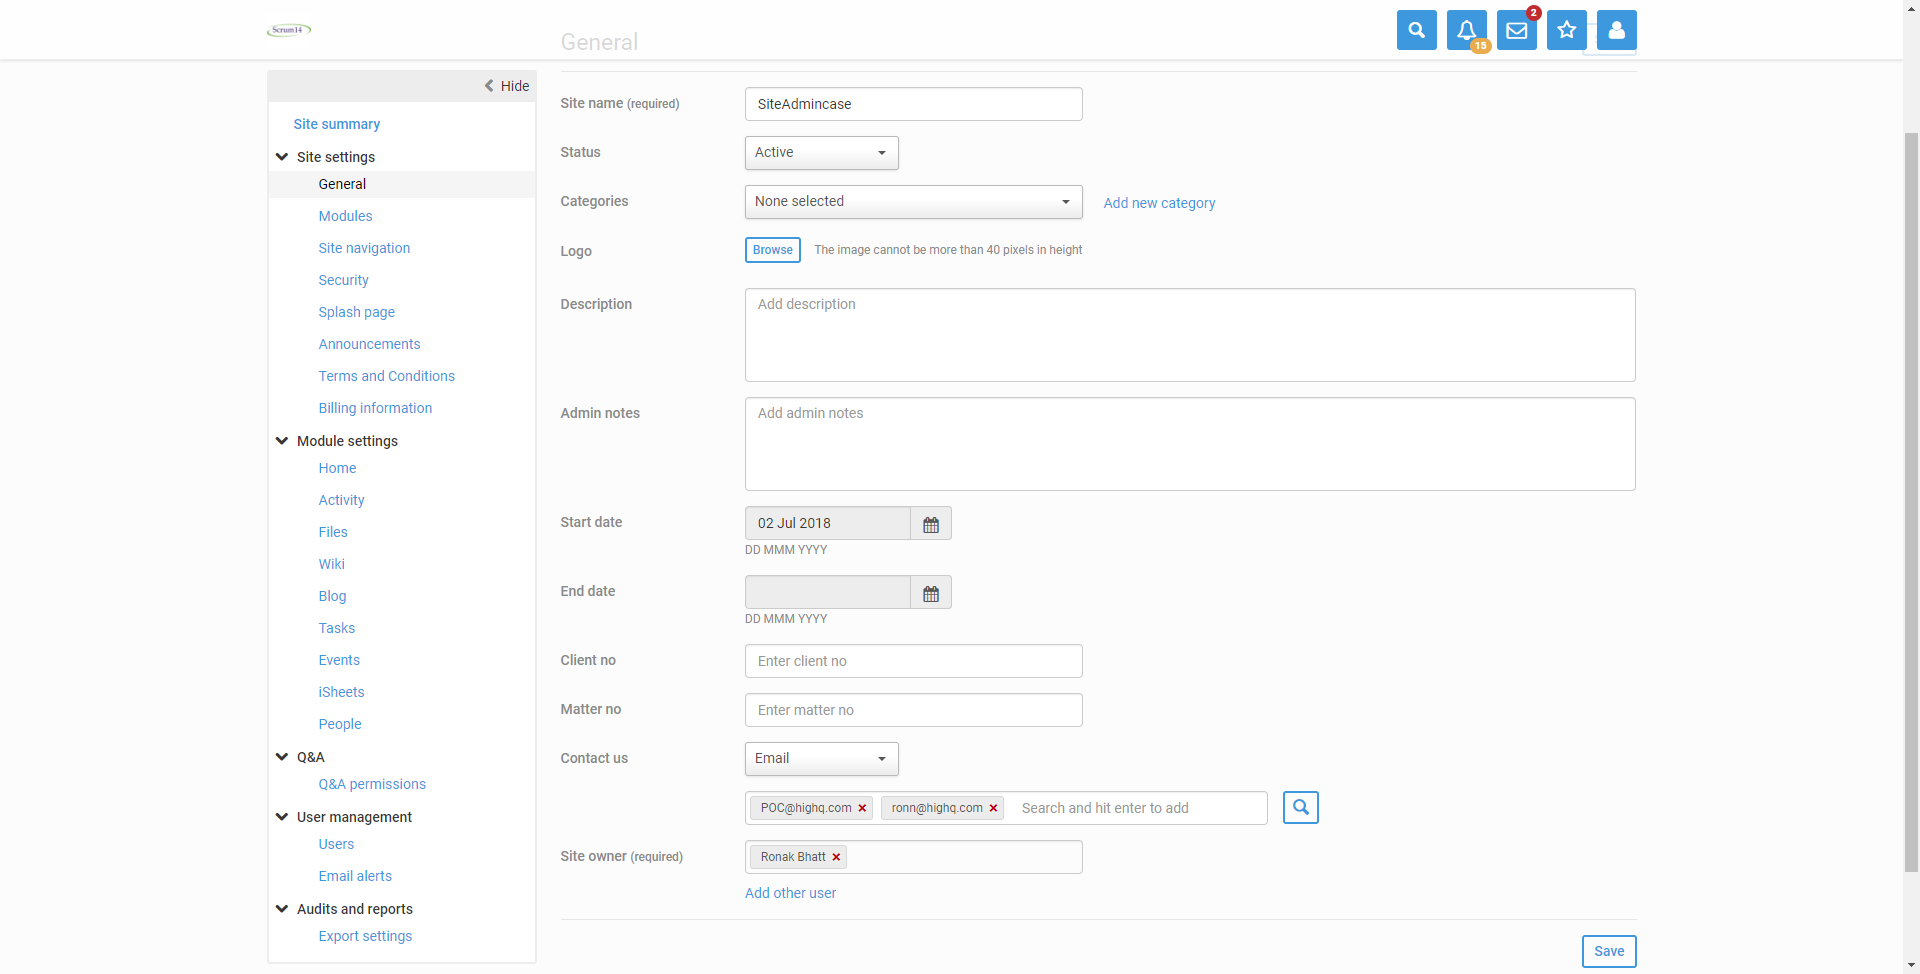 Scrum14
General
15
2
Hide
Site summary
Site settings
General
Modules
Site navigation
Security
Splash page
Announcements
Terms and Conditions
Billing information
Module settings
Home
Activity
Files
Wiki
Blog
Tasks
Events
iSheets
People
Q&A
Q&A permissions
User management
Users
Email alerts
Audits and reports
Export settings
Site name (required) SiteAdmincase
Status Active
Categories None selected Add new category
Logo Browse The image cannot be more than 40 pixels in height
Description Add description
Admin notes Add admin notes
Start date 02 Jul 2018
DD MMM YYYY
End date
DD MMM YYYY
Client no Enter client no
Matter no Enter matter no
Contact us Email
POC@highq.com ronn@highq.com Search and hit enter to add
Site owner (required) Ronak Bhatt
Add other user
Save